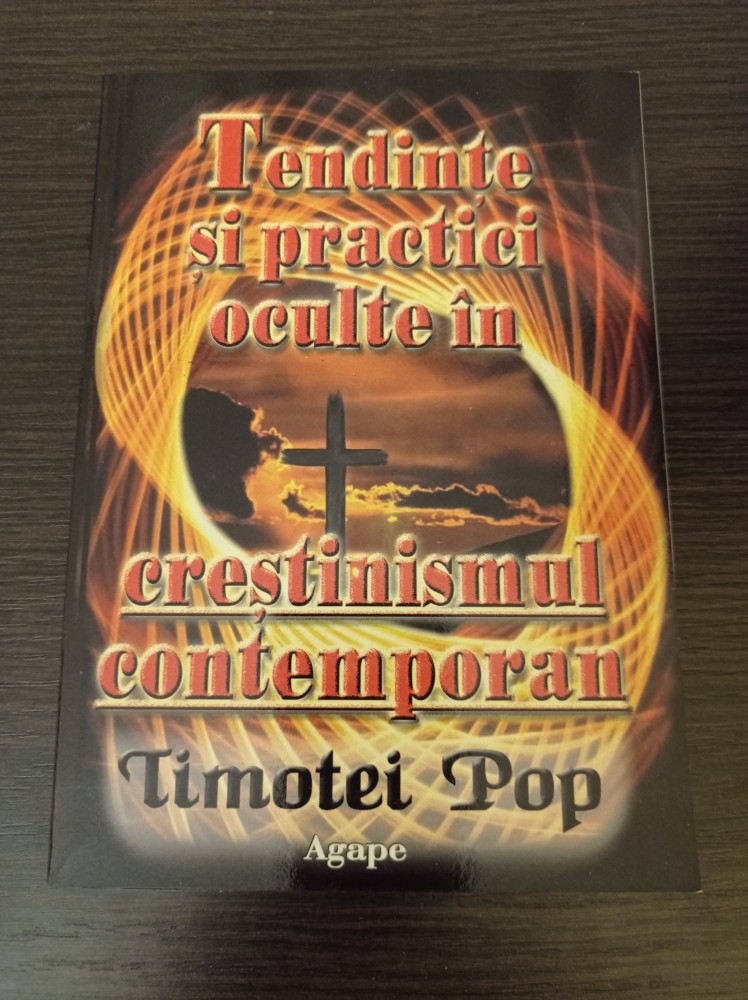 Tendințe
și practici
oculte în
creștinismul
contemporan
Timotei Pop
Agape